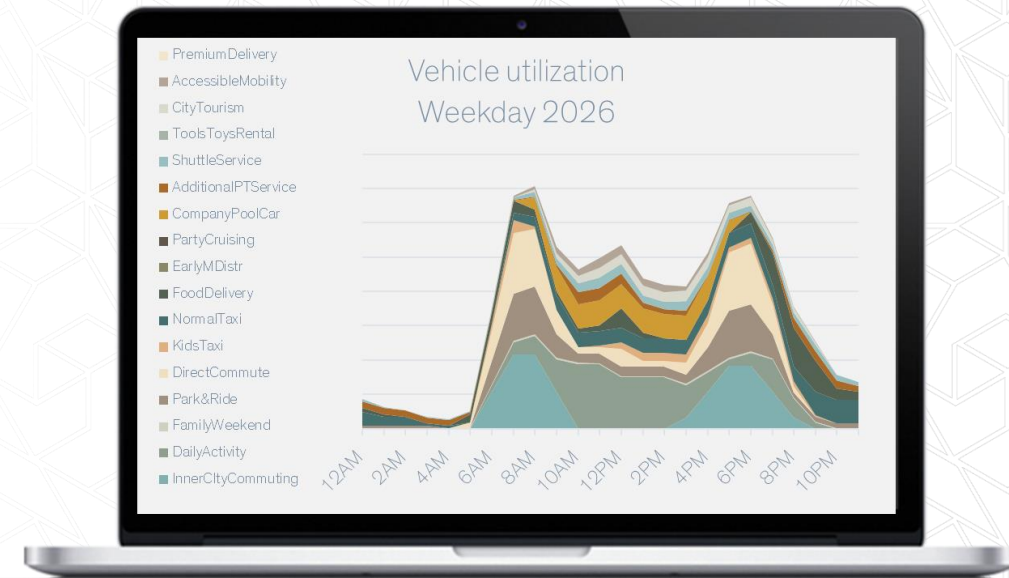 PremiumDelivery
AccessibleMobility
CityTourism
ToolsToysRental
ShuttleService
AdditionalPTService
CompanyPoolCar
PartyCruising
EarlyMDistr
FoodDelivery
NormalTaxi
KidsTaxi
DirectCommute
Park&Ride
FamilyWeekend
DailyActivity
InnerCItyCommuting
Vehicle utilization
Weekday 2026
12AM 2AM 4AM 6AM 8AM 10AM 12PM 2PM 4PM 6PM 8PM 10PM